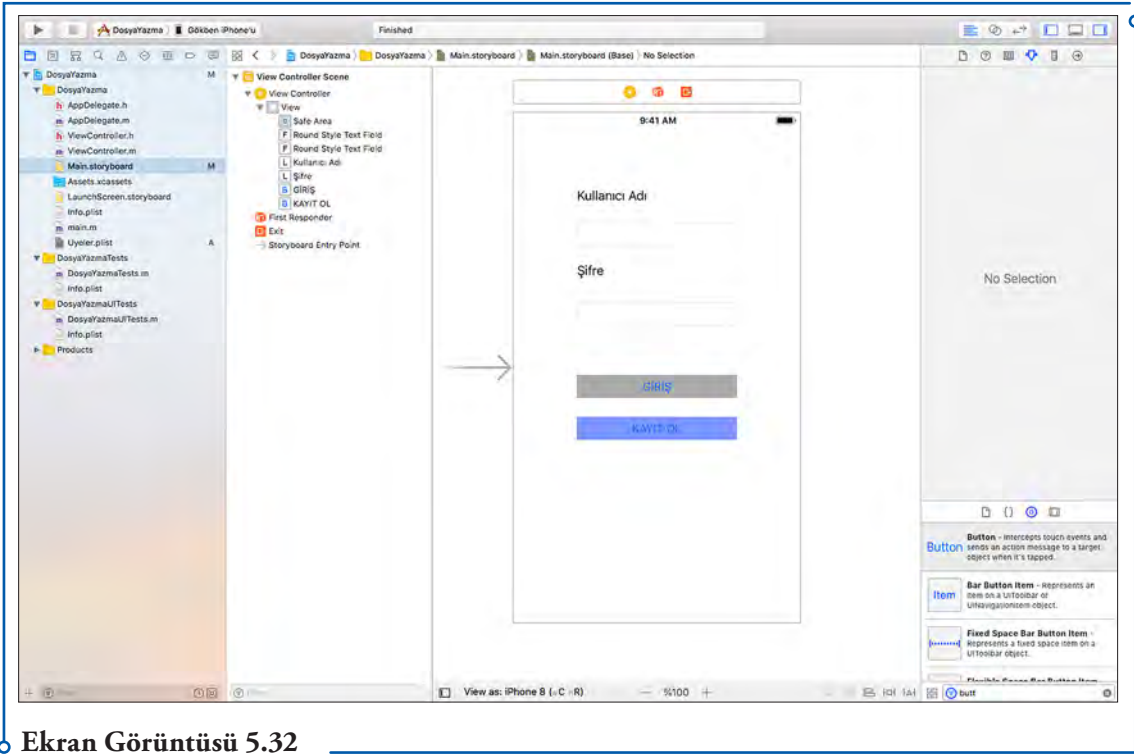 DosyaYazma Gökben iPhone'u
Finished
DosyaYazma DosyaYazma Main.storyboard Main.storyboard (Base) No Selection
DosyaYazma M
DosyaYazma
h AppDelegate.h
m AppDelegate.m
h ViewController.h
m ViewController.m
Main.storyboard M
Assets.xcassets
LaunchScreen.storyboard
Info.plist
m main.m
Uyeler.plist A
DosyaYazmaTests
m DosyaYazmaTests.m
Info.plist
DosyaYazmaUITests
m DosyaYazmaUITests.m
Info.plist
Products
View Controller Scene
View Controller
View
Safe Area
F Round Style Text Field
F Round Style Text Field
L Kullanıcı Adı
L Şifre
B GİRİŞ
B KAYIT OL
First Responder
Exit
Storyboard Entry Point
9:41 AM
Kullanıcı Adı
Şifre
GİRİŞ
KAYIT OL
View as: iPhone 8 ( C R)
%100
No Selection
Button
Button - Intercepts touch events and
sends an action message to a target
object when it's tapped.
Item
Bar Button Item - Represents an
item on a UIToolbar or
UINavigationItem object.
Fixed Space Bar Button Item -
Represents a fixed space item on a
UIToolbar object.
Flexible Space Bar Button Item
butt
Ekran Görüntüsü 5.32